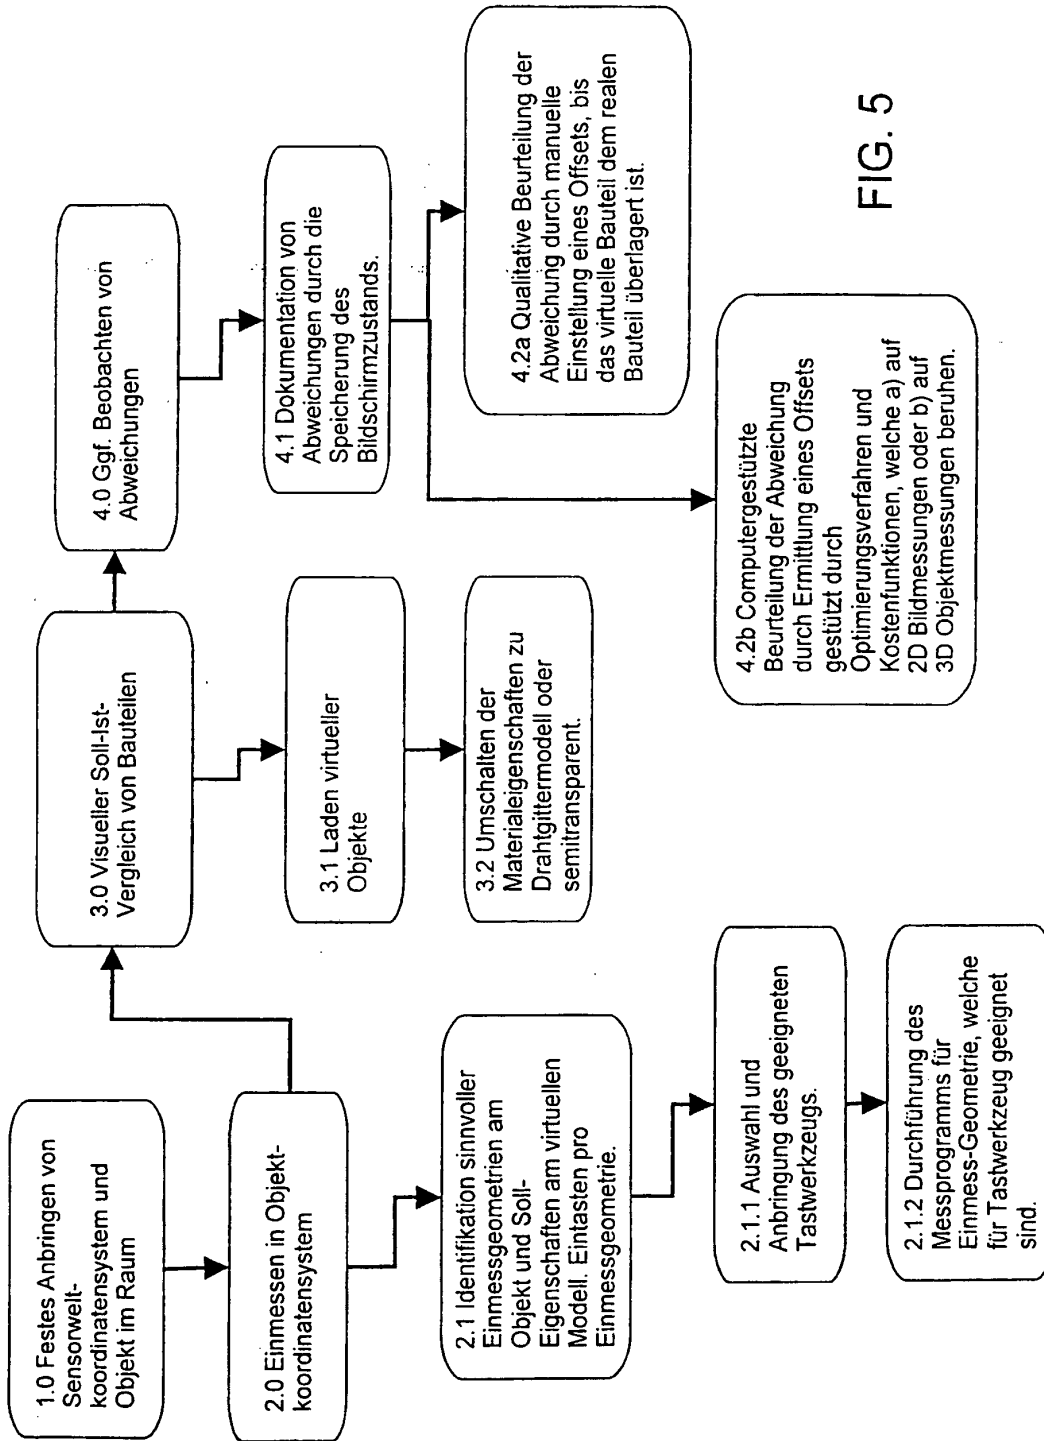 1.0 Festes Anbringen von
Sensorwelt-
koordinatensystem und
Objekt im Raum
2.0 Einmessen in Objekt-
koordinatensystem
2.1 Identifikation sinnvoller
Einmessgeometrien am
Objekt und Soll-
Eigenschaften am virtuellen
Modell. Eintasten pro
Einmessgeometrie.
2.1.1 Auswahl und
Anbringung des geeigneten
Tastwerkzeugs.
2.1.2 Durchführung des
Messprogramms für
Einmess-Geometrie, welche
für Tastwerkzeug geeignet
sind.
3.0 Visueller Soll-Ist-
Vergleich von Bauteilen
3.1 Laden virtueller
Objekte
3.2 Umschalten der
Materialeigenschaften zu
Drahtgittermodell oder
semitransparent.
4.0 Ggf. Beobachten von
Abweichungen
4.1 Dokumentation von
Abweichungen durch die
Speicherung des
Bildschirmzustands.
4.2a Qualitative Beurteilung der
Abweichung durch manuelle
Einstellung eines Offsets, bis
das virtuelle Bauteil dem realen
Bauteil überlagert ist.
4.2b Computergestützte
Beurteilung der Abweichung
durch Ermittlung eines Offsets
gestützt durch
Optimierungsverfahren und
Kostenfunktionen, welche a) auf
2D Bildmessungen oder b) auf
3D Objektmessungen beruhen.
FIG. 5